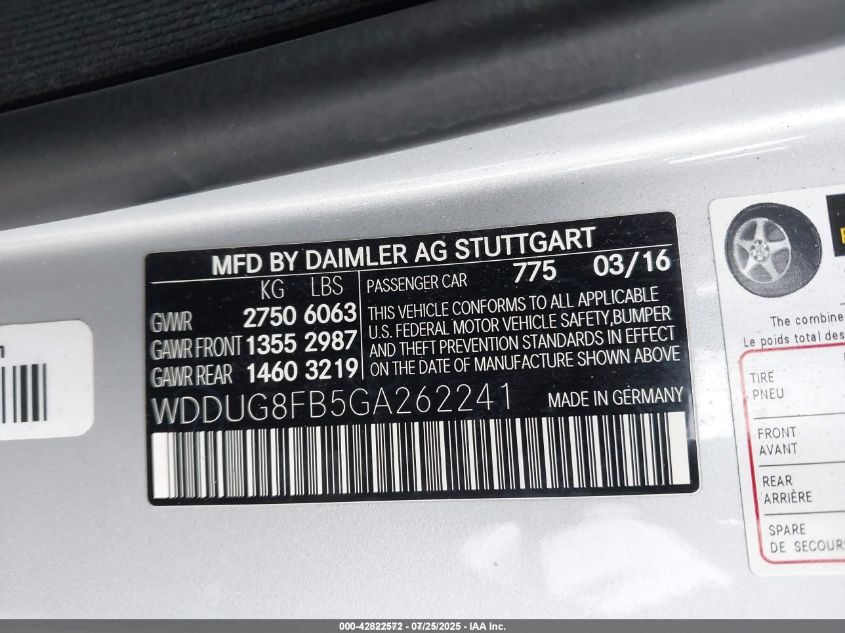 MFD BY DAIMLER AG STUTTGART
KG LBS
GVWR 2750 6063
GAWR FRONT 1355 2987
GAWR REAR 1460 3219
PASSENGER CAR 775 03/16
THIS VEHICLE CONFORMS TO ALL APPLICABLE
U.S. FEDERAL MOTOR VEHICLE SAFETY,BUMPER
AND THEFT PREVENTION STANDARDS IN EFFECT
ON THE DATE OF MANUFACTURE SHOWN ABOVE
WDDUG8FB5GA262241 MADE IN GERMANY
The combine
Le poids total des
TIRE
PNEU
FRONT
AVANT
REAR
ARRIÈRE
SPARE
DE SECOUR
000-42822572 - 07/25/2025 - IAA Inc.